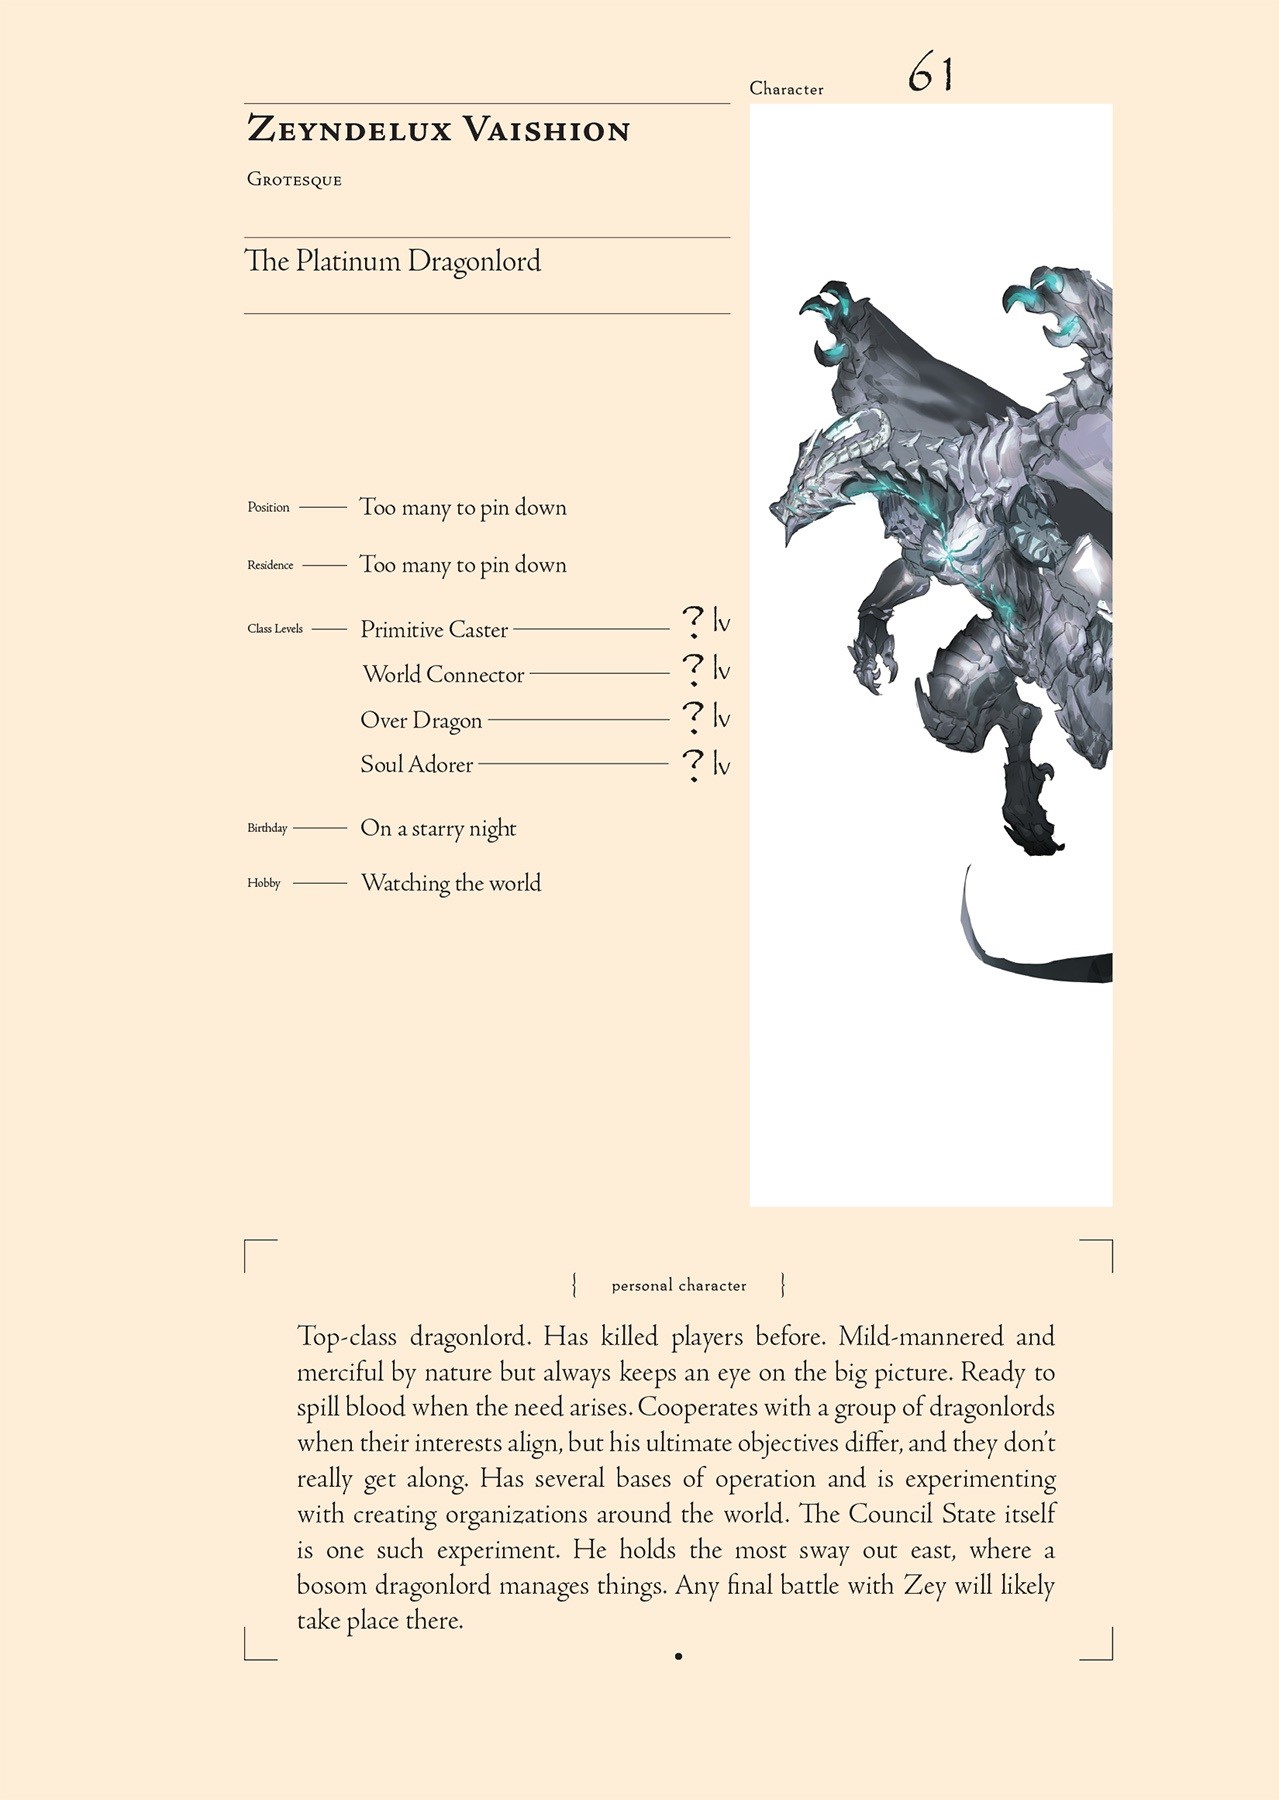 Character 61
Zeyndelux Vaishion
Grotesque
The Platinum Dragonlord
Position Too many to pin down
Residence Too many to pin down
Class Levels Primitive Caster ? lv
World Connector ? lv
Over Dragon ? lv
Soul Adorer ? lv
Birthday On a starry night
Hobby Watching the world
{ personal character }
Top-class dragonlord. Has killed players before. Mild-mannered and
merciful by nature but always keeps an eye on the big picture. Ready to
spill blood when the need arises. Cooperates with a group of dragonlords
when their interests align, but his ultimate objectives differ, and they don't
really get along. Has several bases of operation and is experimenting
with creating organizations around the world. The Council State itself
is one such experiment. He holds the most sway out east, where a
bosom dragonlord manages things. Any final battle with Zey will likely
take place there.